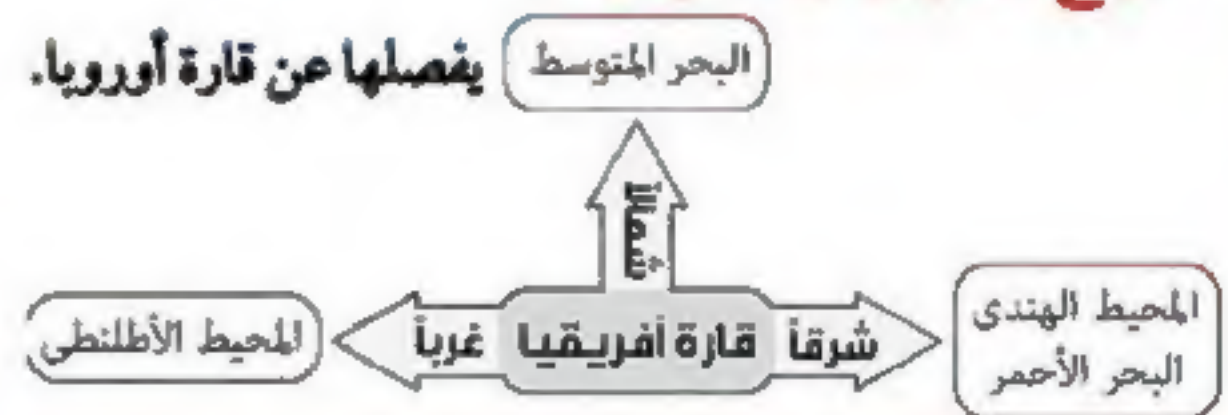 البحر المتوسط يفصلها عن قارة أوروبا.
شمالاً
المحيط الهندى
البحر الأحمر
شرقاً قارة أفريقيا غرباً
المحيط الأطلنطى